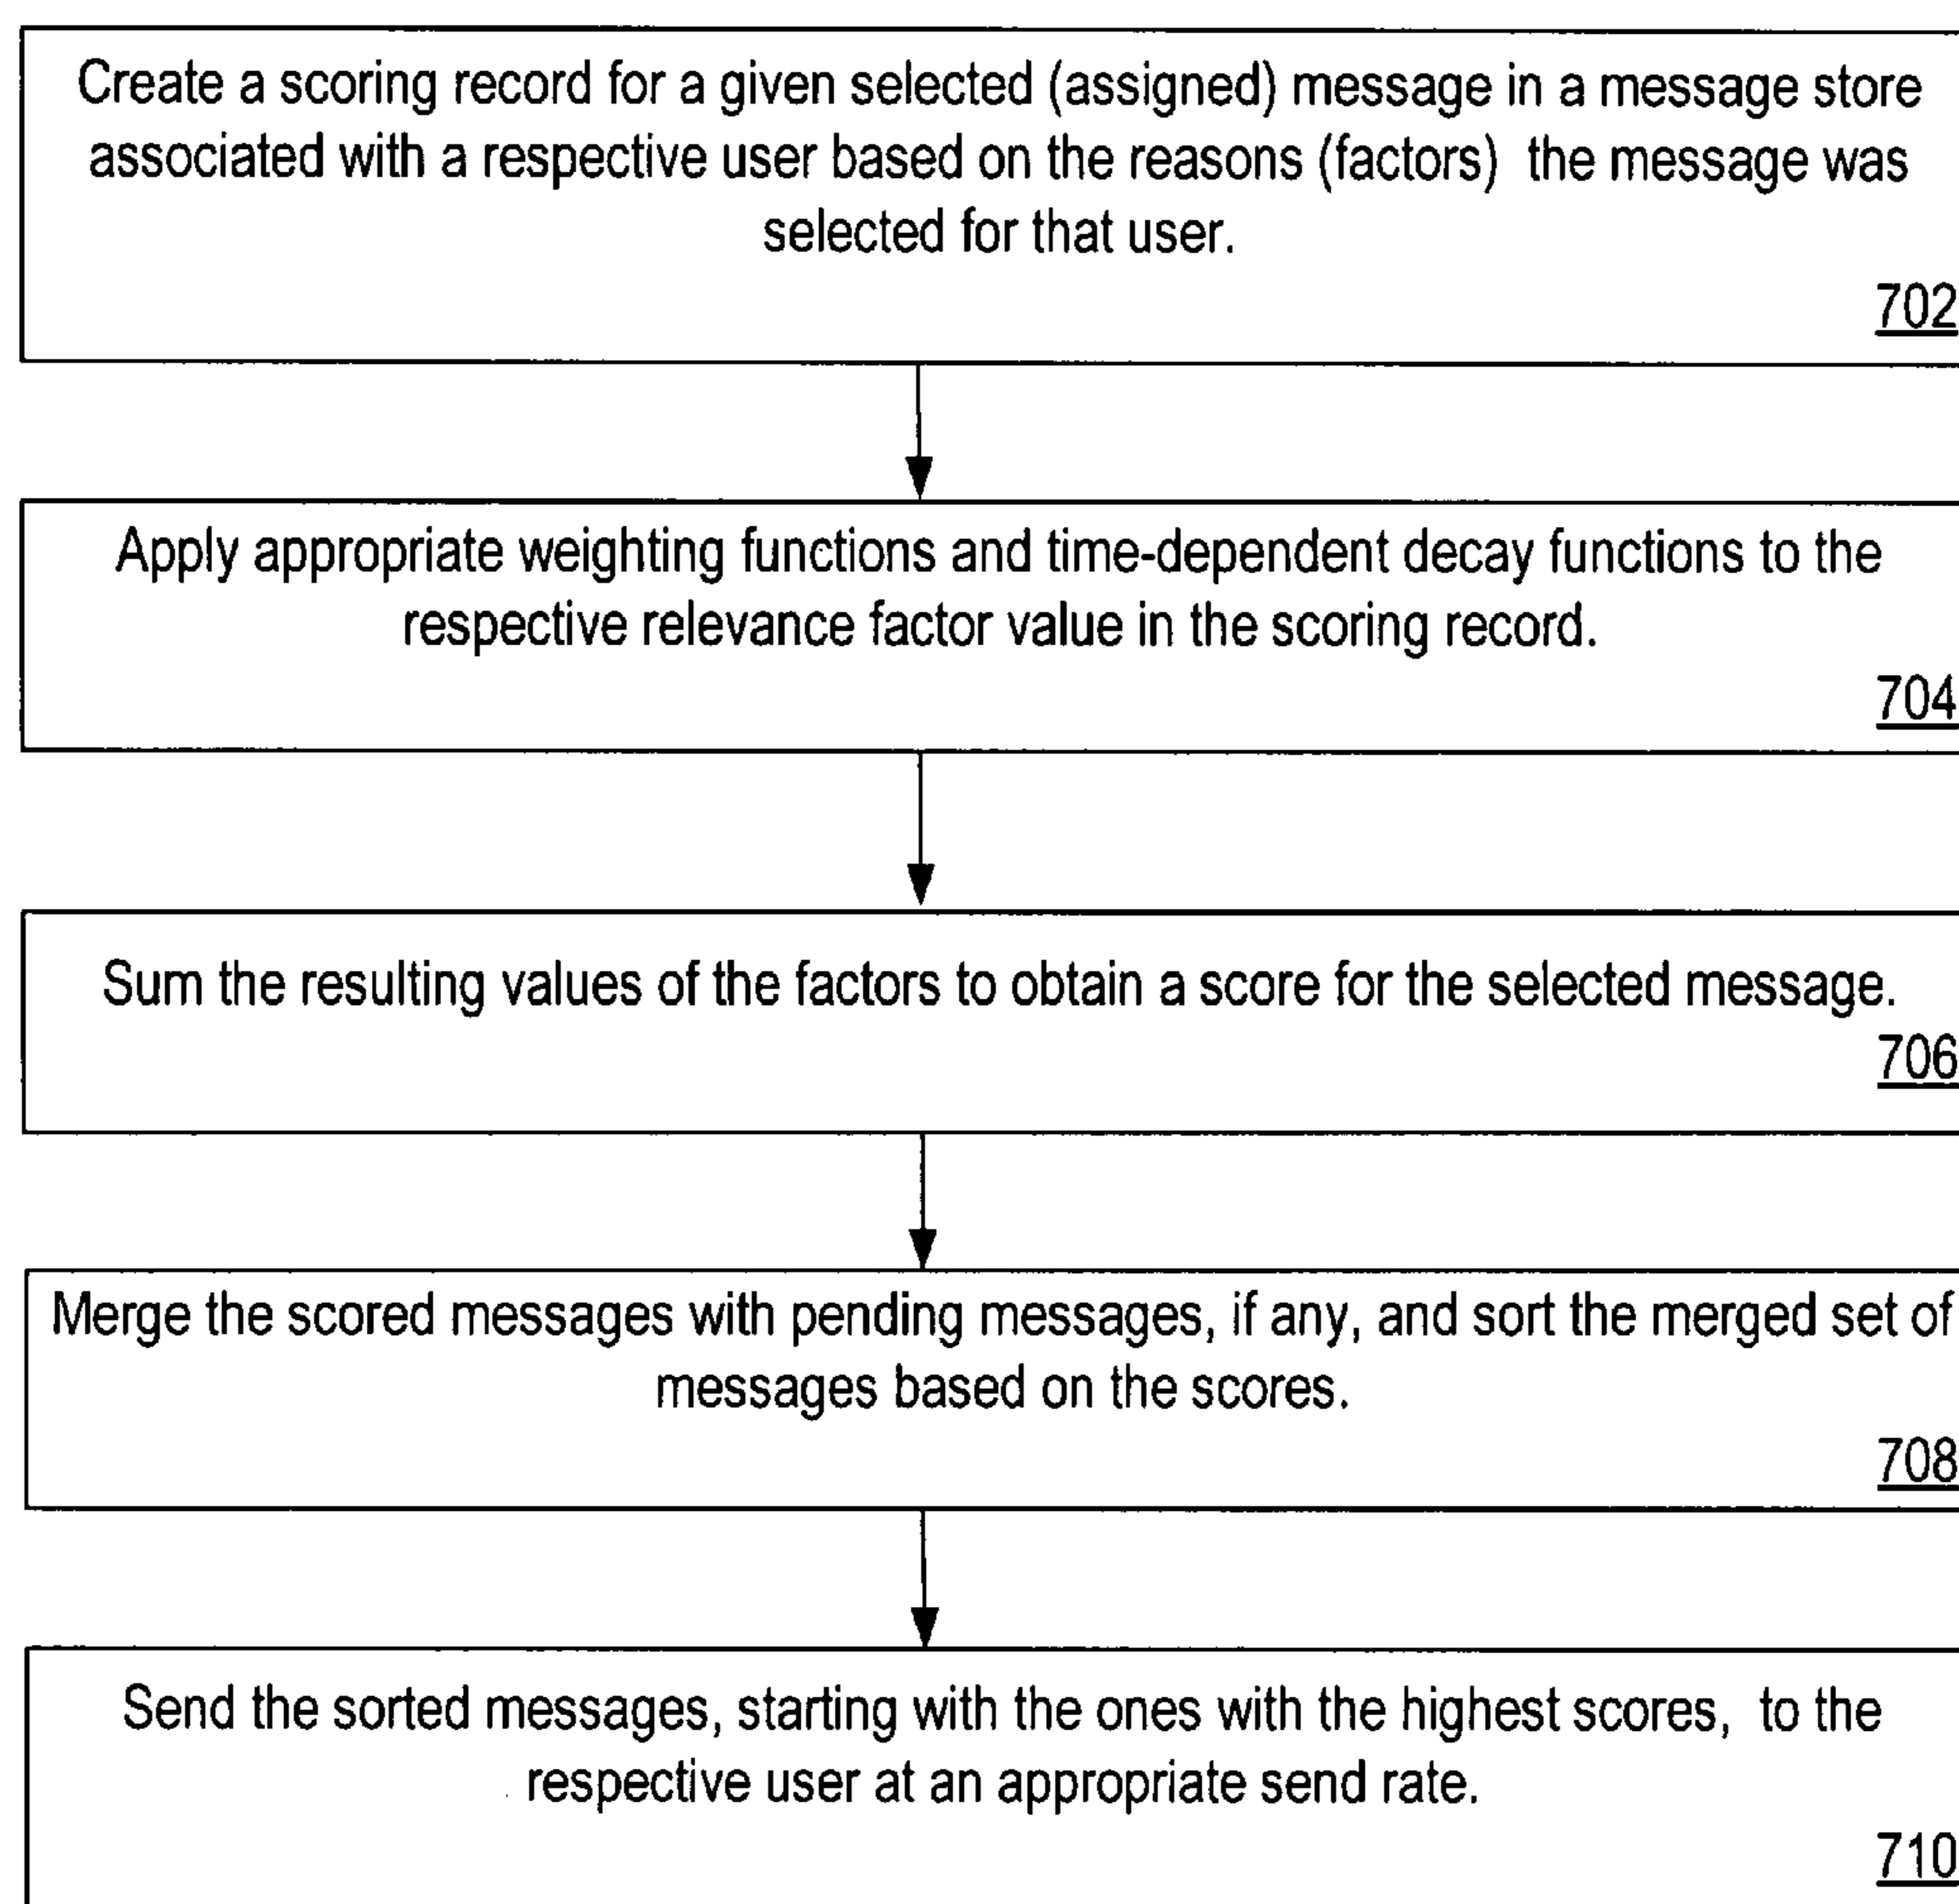 Create a scoring record for a given selected (assigned) message in a message store
associated with a respective user based on the reasons (factors) the message was
selected for that user.
702
Apply appropriate weighting functions and time-dependent decay functions to the
respective relevance factor value in the scoring record.
704
Sum the resulting values of the factors to obtain a score for the selected message.
706
Merge the scored messages with pending messages, if any, and sort the merged set of
messages based on the scores.
708
Send the sorted messages, starting with the ones with the highest scores, to the
respective user at an appropriate send rate.
710